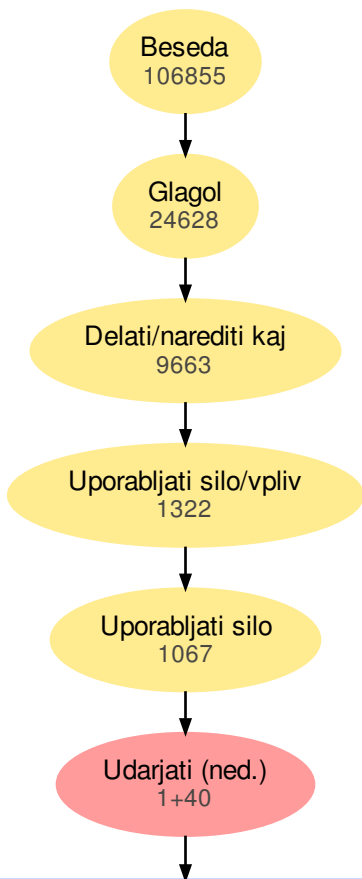 Beseda
106855
Glagol
24628
Delati/narediti kaj
9663
Uporabljati silo/vpliv
1322
Uporabljati silo
1067
Udarjati (ned.)
1+40